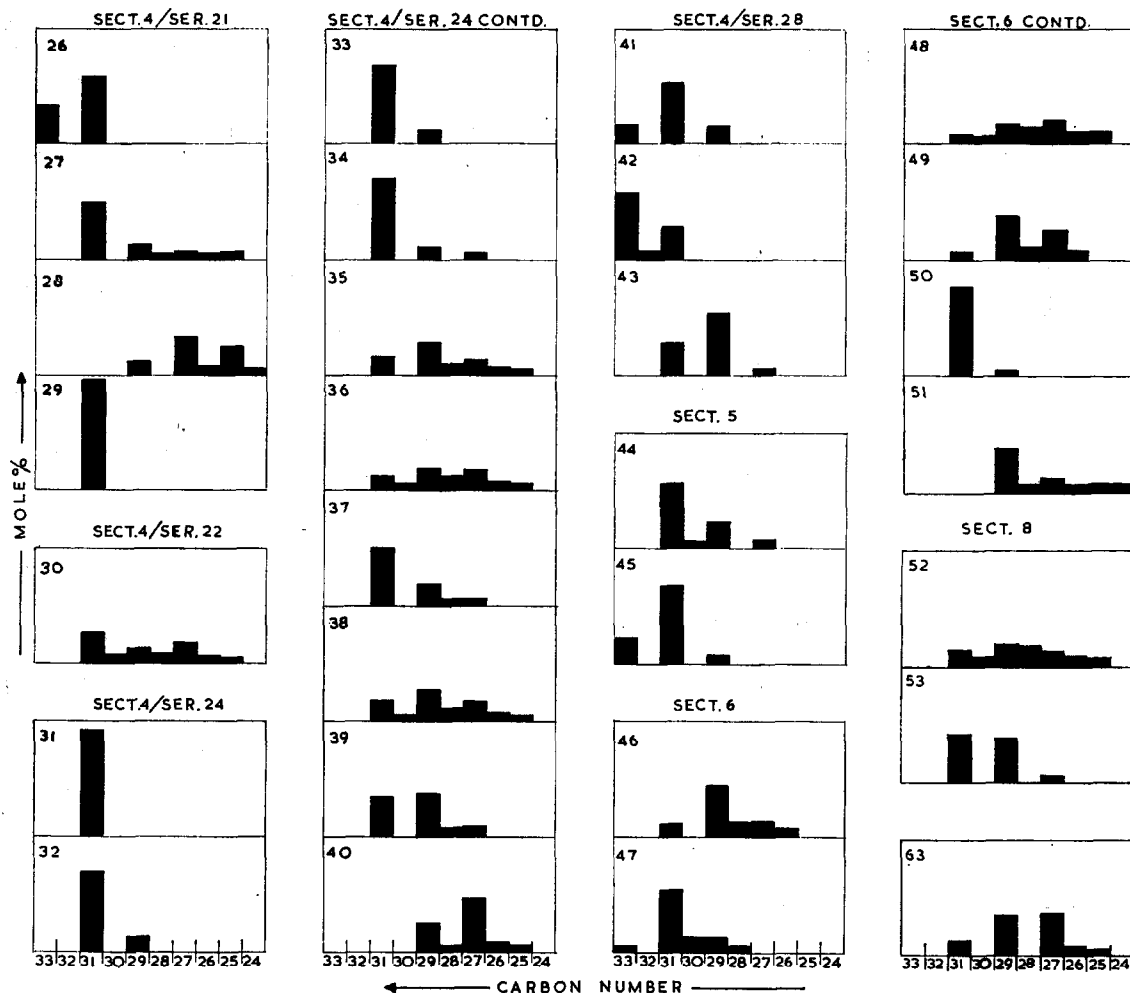 SECT.4/SER.21
26
27
28
29
SECT.4/SER.22
30
SECT.4/SER.24
31
32
33 32 31 30 29 28 27 26 25 24
SECT.4/SER.24 CONTD.
33
34
35
36
37
38
39
40
33 32 31 30 29 28 27 26 25 24
SECT.4/SER.28
41
42
43
SECT. 5
44
45
SECT.6
46
47
33 32 31 30 29 28 27 26 25 24
SECT.6 CONTD.
48
49
50
51
SECT. 8
52
53
63
33 32 31 30 29 28 27 26 25 24
MOLE %
CARBON NUMBER